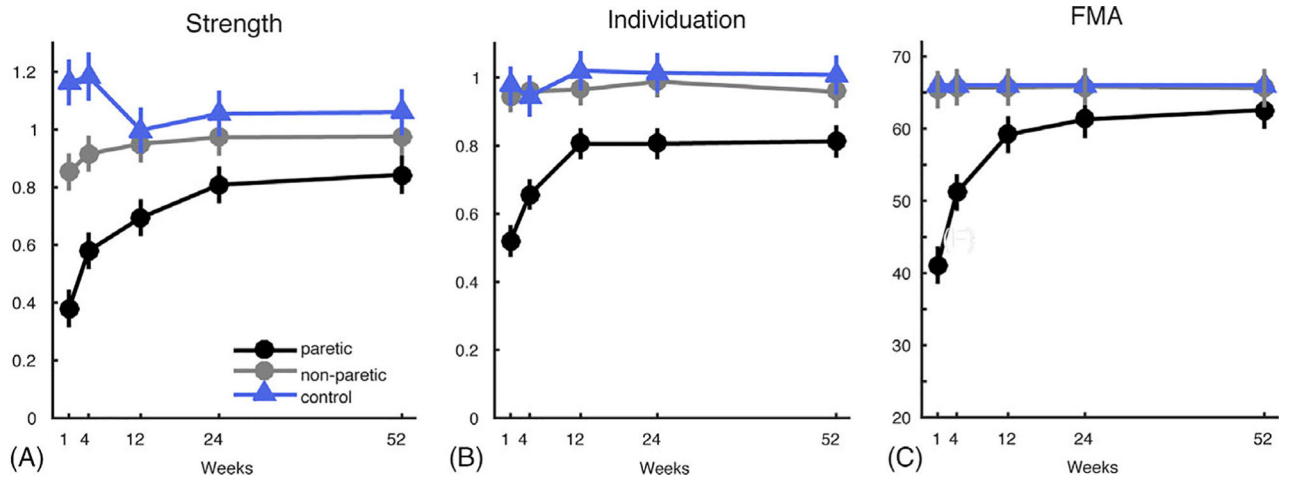 Strength
1.2
1
0.8
0.6
0.4
0.2
0
paretic
non-paretic
control
1 4 12 24 52
(A)
Weeks
Individuation
1
0.8
0.6
0.4
0.2
0
1 4 12 24 52
(B)
Weeks
FMA
70
60
50
40
30
20
1 4 12 24 52
(C)
Weeks